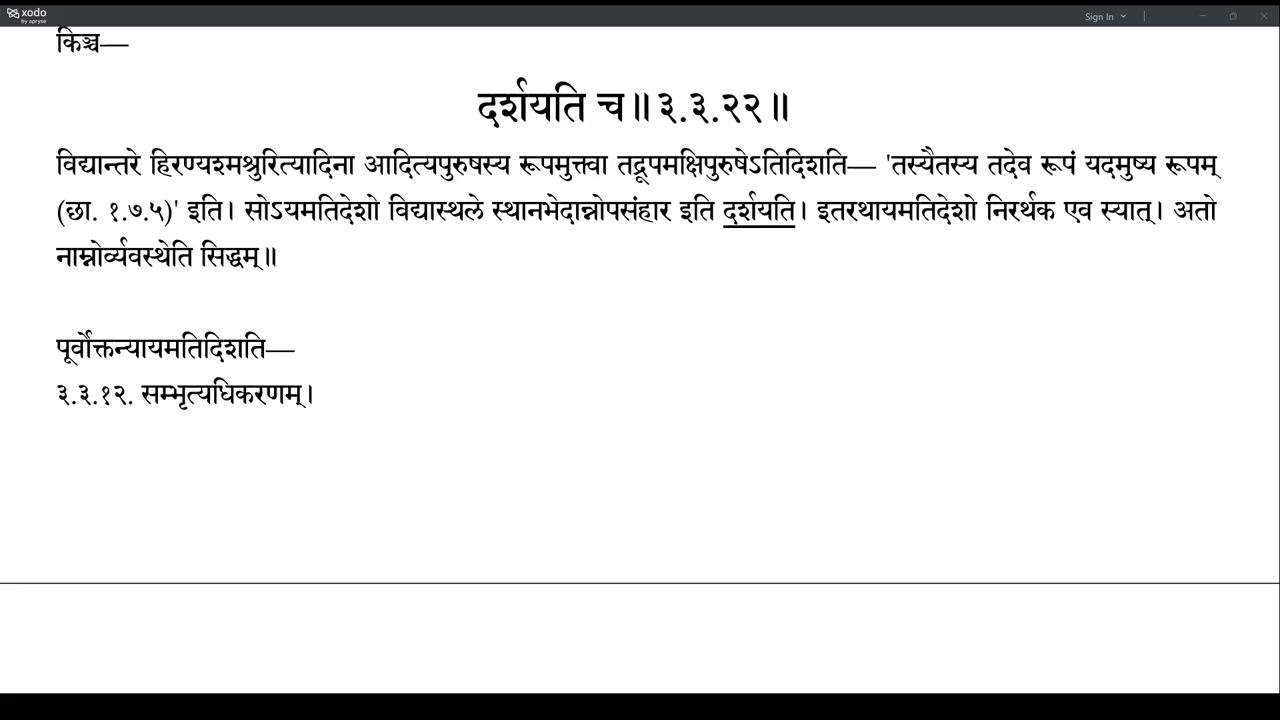 xodo
by apryse
Sign In
किञ्च—
दर्शयति च॥३.३.२२॥
विद्यान्तरे हिरण्यश्मश्रुरित्यादिना आदित्यपुरुषस्य रूपमुक्त्वा तद्रूपमक्षिपुरुषेऽतिदिशति— 'तस्यैतस्य तदेव रूपं यदमुष्य रूपम्
(छा. १.७.५)' इति। सोऽयमतिदेशो विद्यास्थले स्थानभेदान्नोपसंहार इति दर्शयति। इतरथायमतिदेशो निरर्थक एव स्यात्। अतो
नाम्नोर्व्यवस्थेति सिद्धम्॥
पूर्वोक्तन्यायमतिदिशति—
३.३.१२. सम्भृत्यधिकरणम्।